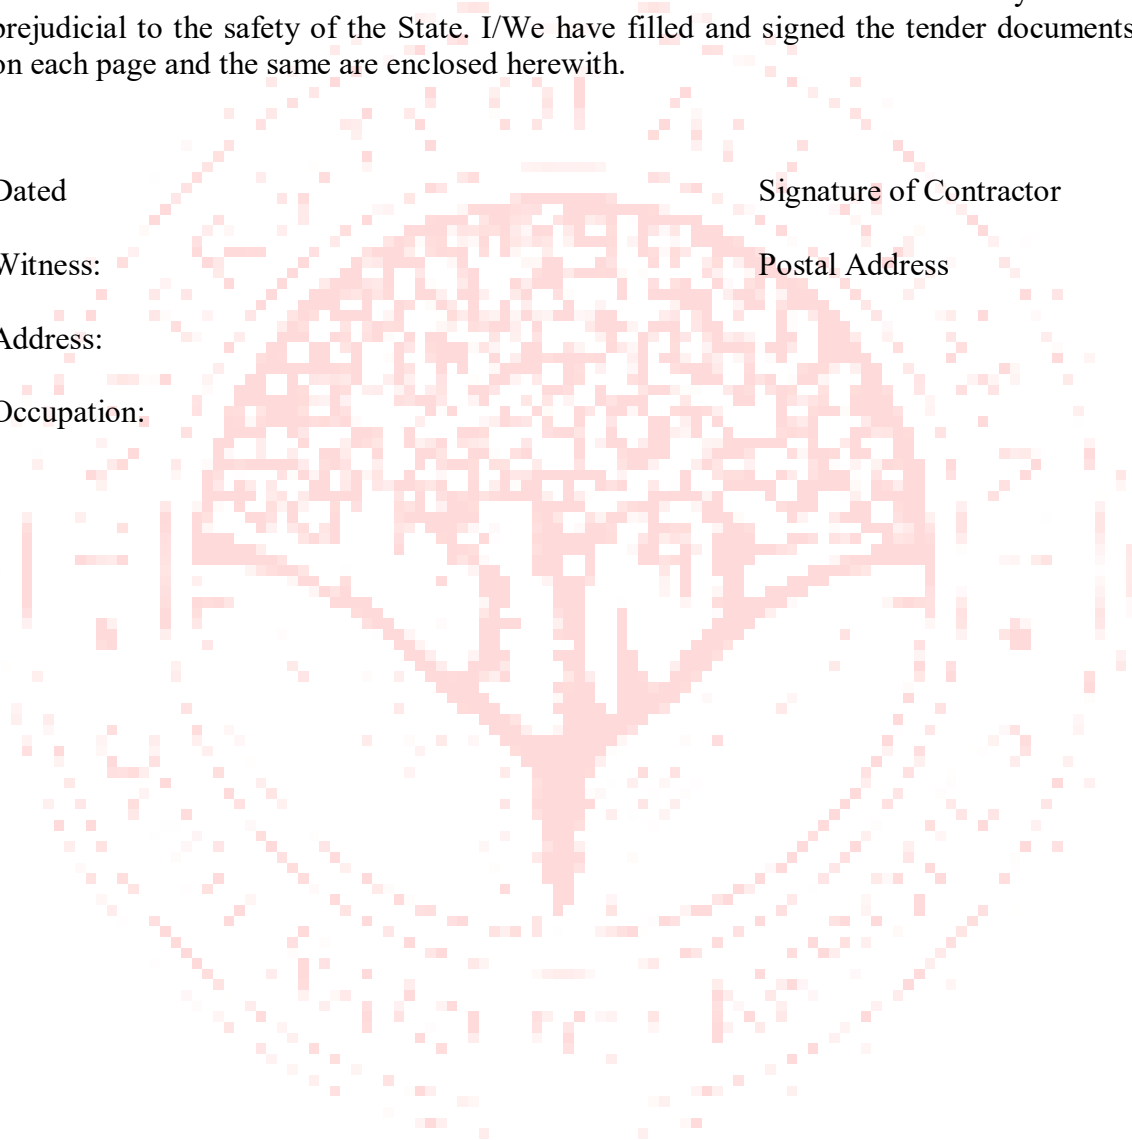 prejudicial to the safety of the State. I/We have filled and signed the tender documents
on each page and the same are enclosed herewith.
Dated Signature of Contractor
Witness: Postal Address
Address:
Occupation: